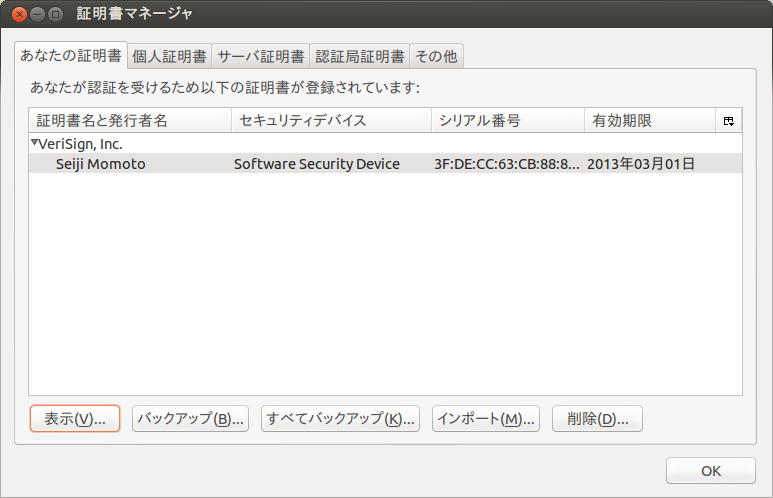 証明書マネージャ
あなたの証明書 個人証明書 サーバ証明書 認証局証明書 その他
あなたが認証を受けるため以下の証明書が登録されています:
証明書名と発行者名 セキュリティデバイス シリアル番号 有効期限
VeriSign, Inc.
Seiji Momoto Software Security Device 3F:DE:CC:63:CB:88:8... 2013年03月01日
表示(V)... バックアップ(B)... すべてバックアップ(K)... インポート(M)... 削除(D)...
OK